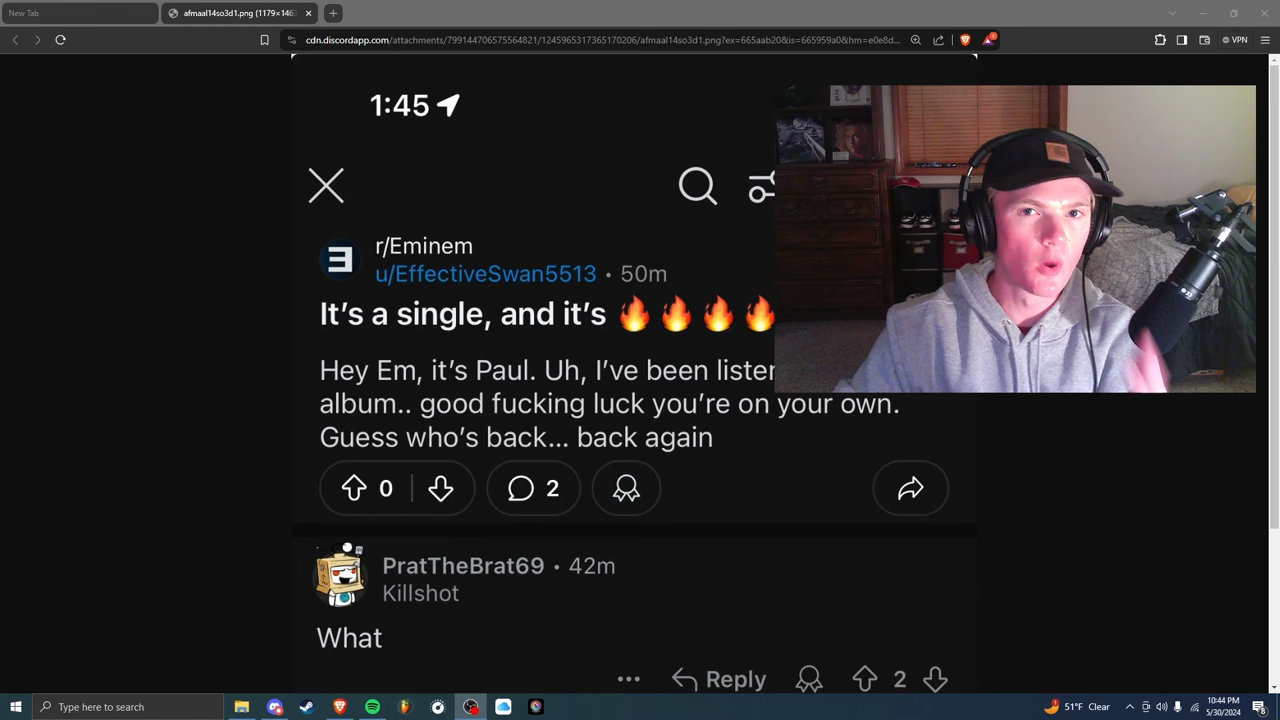 New Tab
afmaal14so3d1.png (1179×1463
cdn.discordapp.com/attachments/799144706575564821/1245965317365170206/afmaal14so3d1.png?ex=665aab20&is=665959a0&hm=e0e8d...
VPN
1:45
r/Eminem
u/EffectiveSwan5513 • 50m
It’s a single, and it’s 🔥🔥🔥🔥
Hey Em, it’s Paul. Uh, I’ve been listen
album.. good fucking luck you’re on your own.
Guess who’s back... back again
0
2
PratTheBrat69 • 42m
Killshot
What
Reply
2
Type here to search
51°F Clear
10:44 PM
5/30/2024